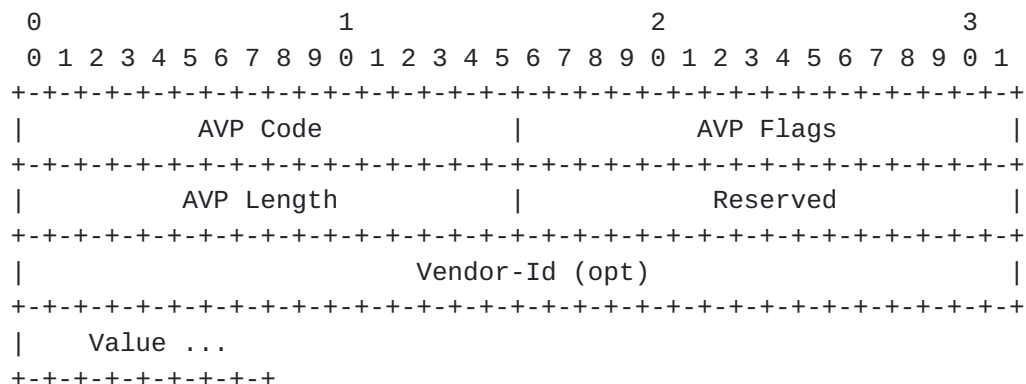 0                   1                   2                   3
 0 1 2 3 4 5 6 7 8 9 0 1 2 3 4 5 6 7 8 9 0 1 2 3 4 5 6 7 8 9 0 1
+-+-+-+-+-+-+-+-+-+-+-+-+-+-+-+-+-+-+-+-+-+-+-+-+-+-+-+-+-+-+-+-+
|           AVP Code            |           AVP Flags           |
+-+-+-+-+-+-+-+-+-+-+-+-+-+-+-+-+-+-+-+-+-+-+-+-+-+-+-+-+-+-+-+-+
|          AVP Length           |            Reserved           |
+-+-+-+-+-+-+-+-+-+-+-+-+-+-+-+-+-+-+-+-+-+-+-+-+-+-+-+-+-+-+-+-+
|                         Vendor-Id (opt)                       |
+-+-+-+-+-+-+-+-+-+-+-+-+-+-+-+-+-+-+-+-+-+-+-+-+-+-+-+-+-+-+-+-+
|    Value ...
+-+-+-+-+-+-+-+-+